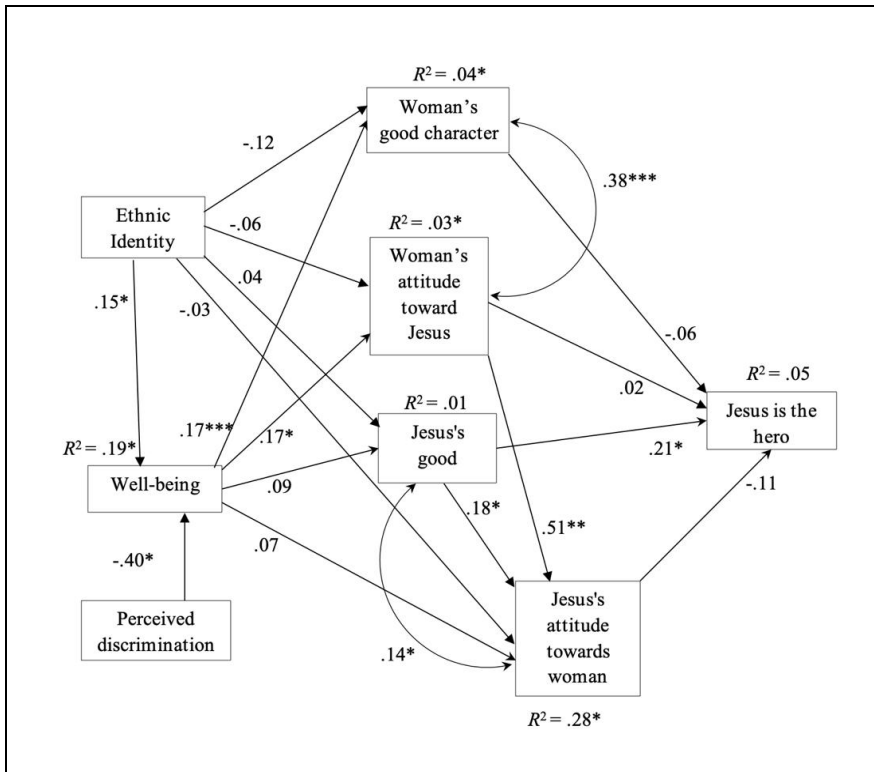 R² = .04*
Woman’s
good character
-.12
.38***
Ethnic
Identity
-.06
R² = .03*
Woman’s
attitude
toward
Jesus
.04
.15*
-.03
-.06
R² = .05
.02
Jesus is the
hero
R² = .01
Jesus's
good
.17***
.17*
R² = .19*
.21*
Well-being
.09
-.11
.18*
.07
.51**
-.40*
Jesus's
attitude
towards
woman
Perceived
discrimination
.14*
R² = .28*